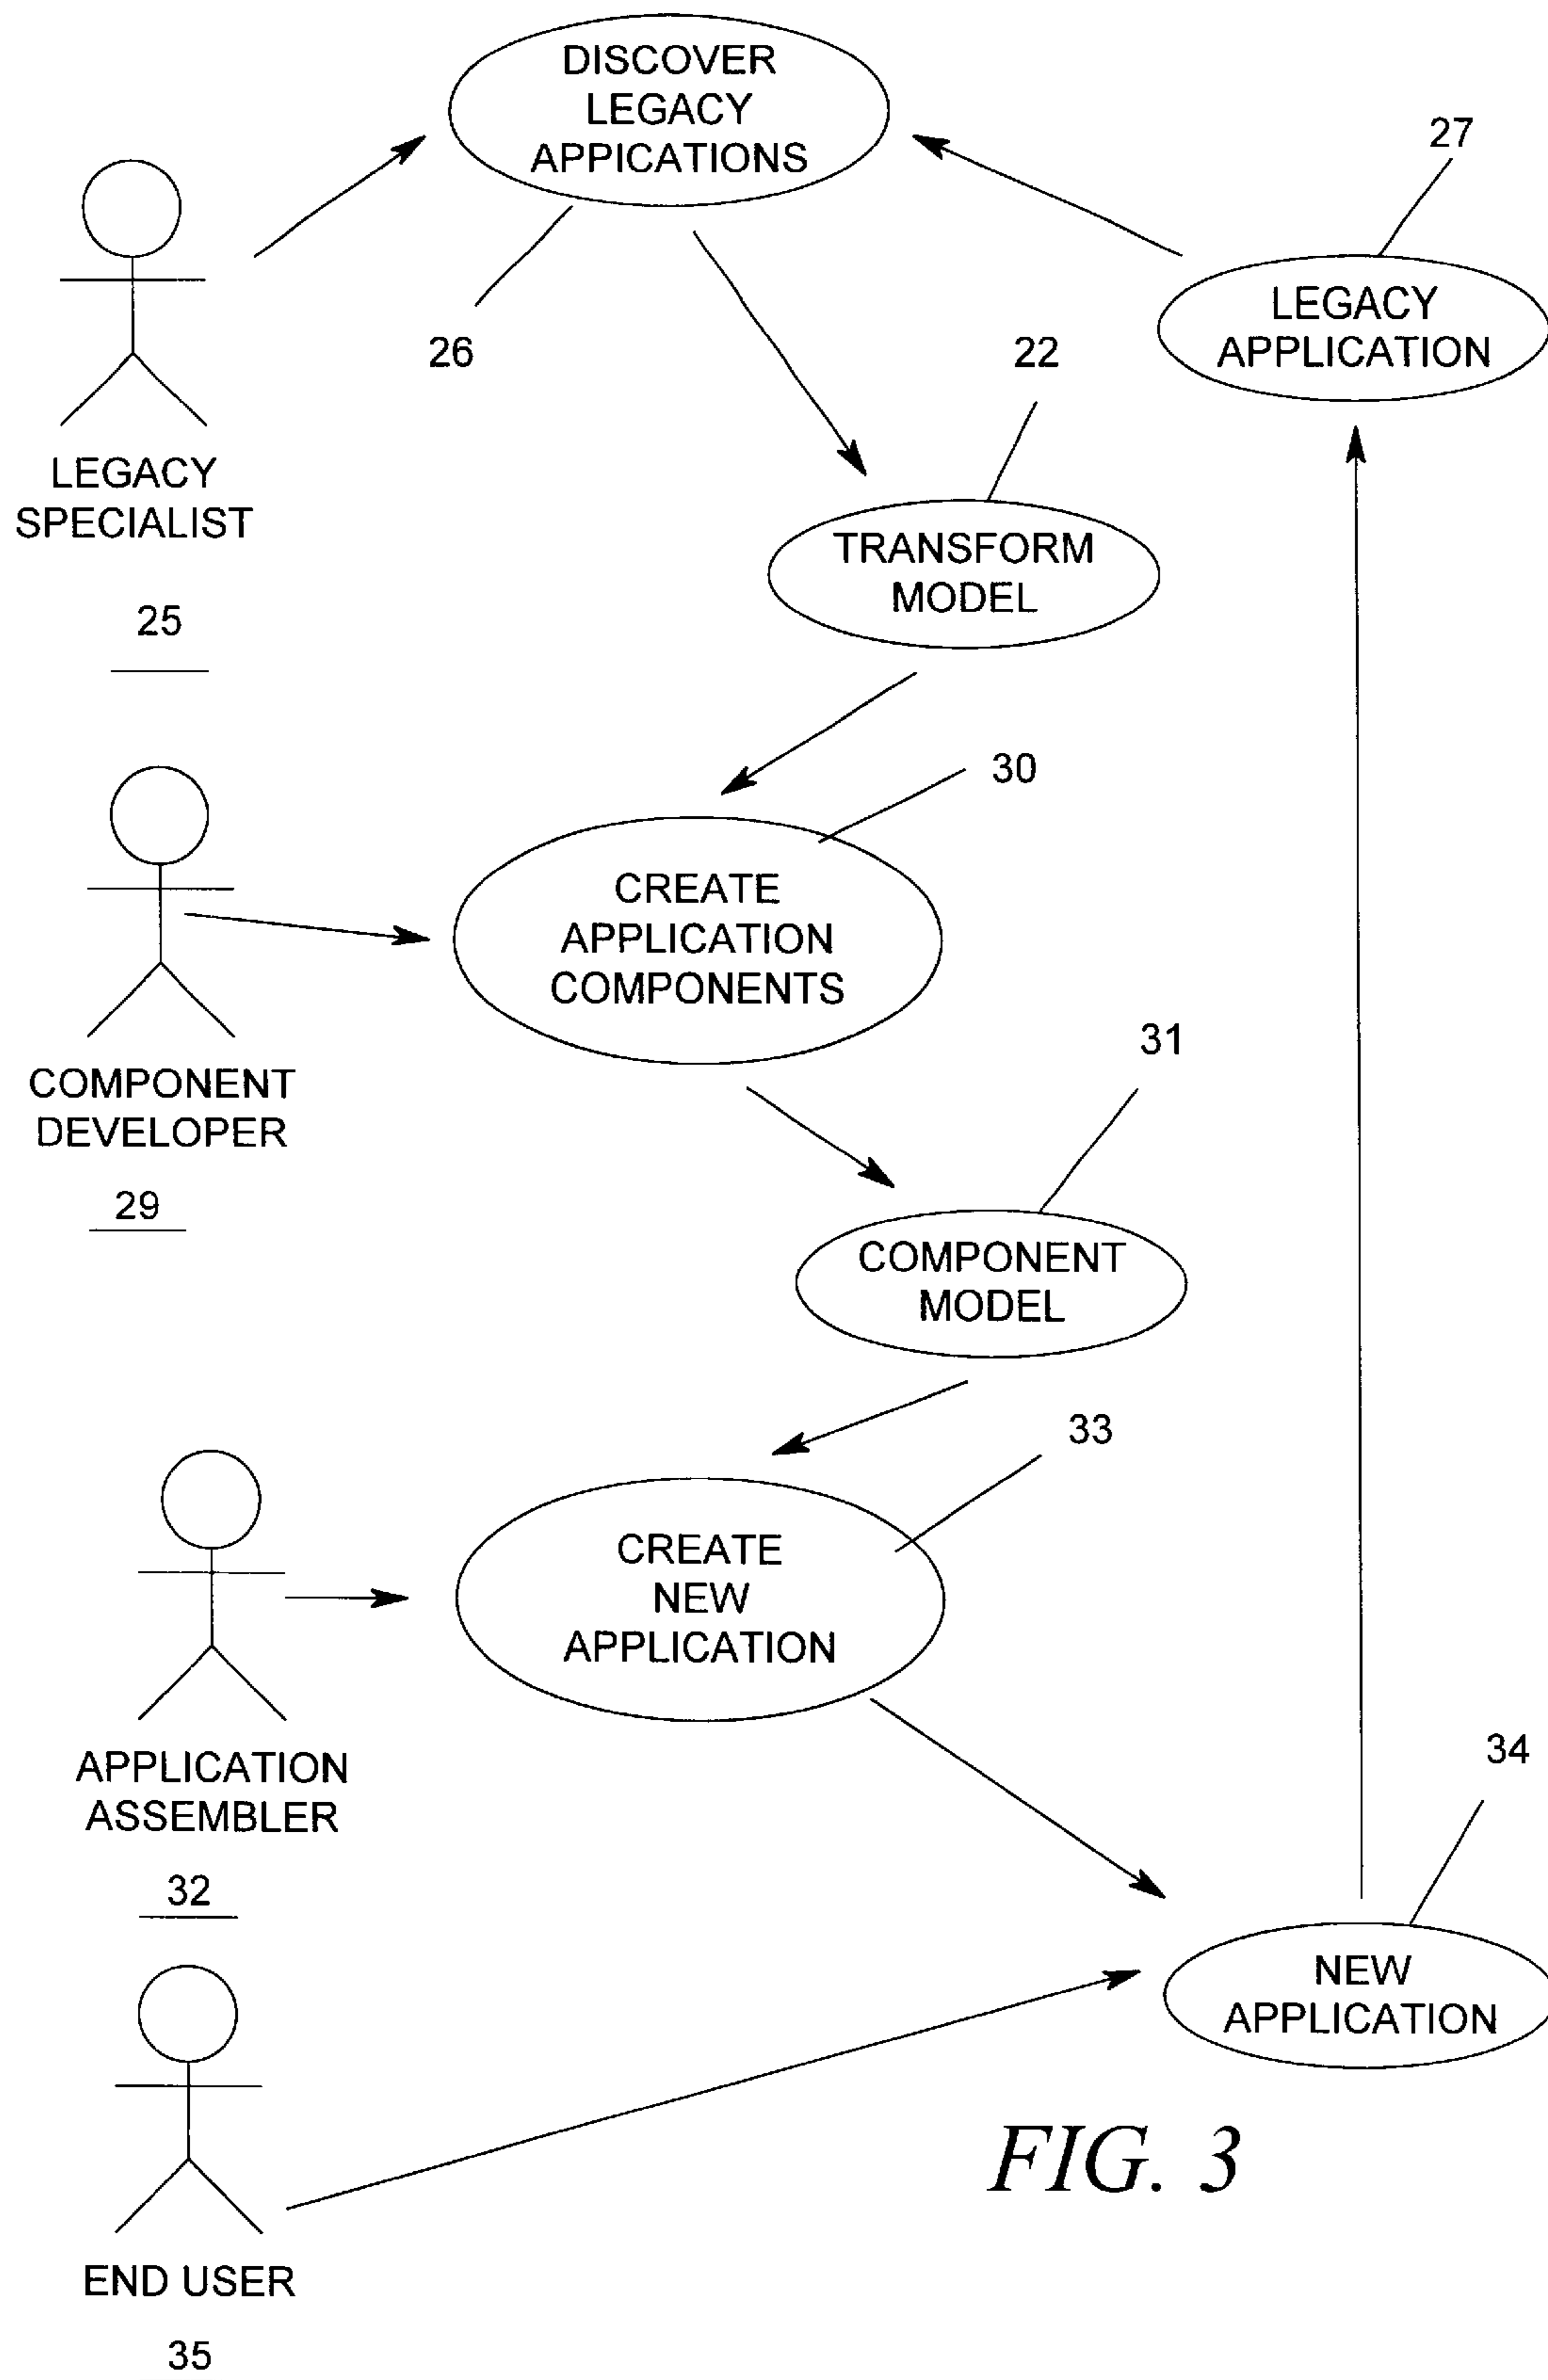 DISCOVER
LEGACY
APPICATIONS
27
LEGACY
APPLICATION
26
22
LEGACY
SPECIALIST
25
TRANSFORM
MODEL
30
CREATE
APPLICATION
COMPONENTS
31
COMPONENT
DEVELOPER
29
COMPONENT
MODEL
33
CREATE
NEW
APPLICATION
34
APPLICATION
ASSEMBLER
32
NEW
APPLICATION
FIG. 3
END USER
35